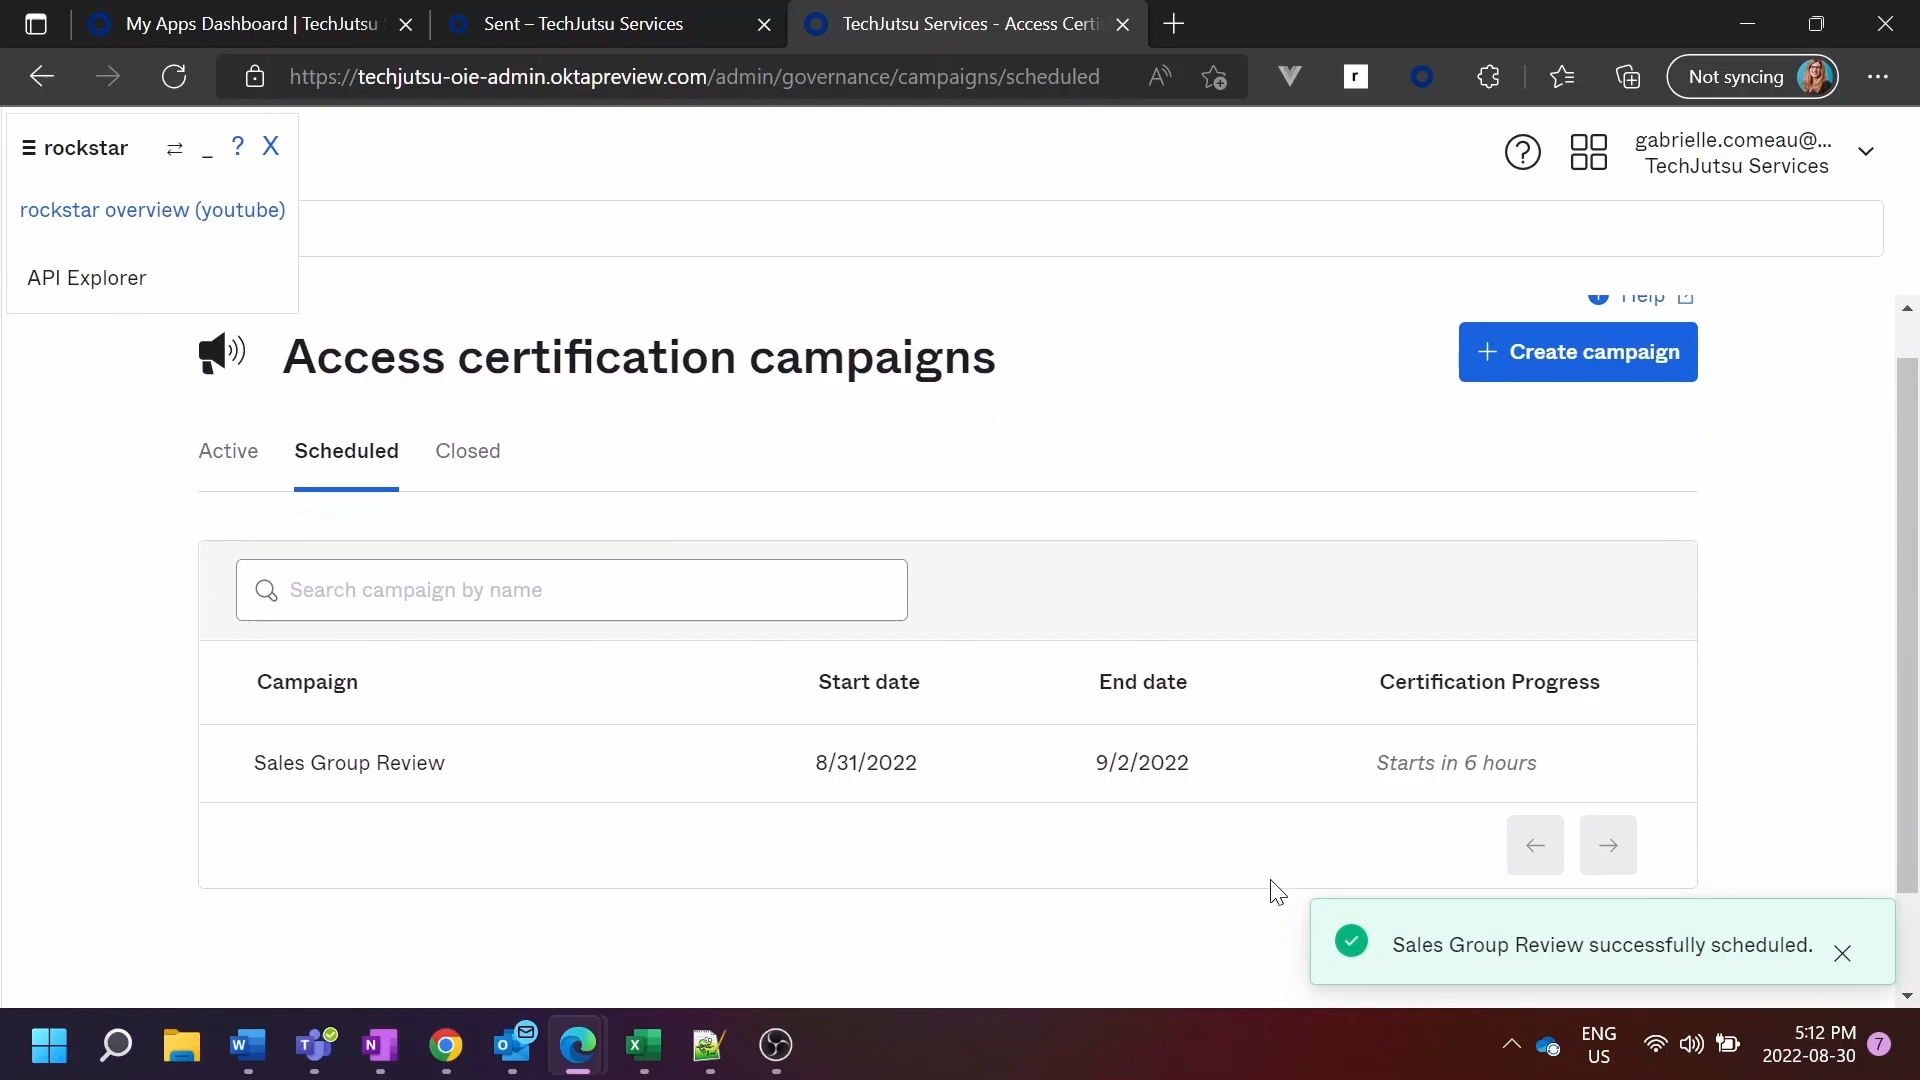 My Apps Dashboard | TechJutsu
Sent – TechJutsu Services
TechJutsu Services - Access Certi
https://techjutsu-oie-admin.oktapreview.com/admin/governance/campaigns/scheduled
Not syncing
rockstar
? X
rockstar overview (youtube)
API Explorer
gabrielle.comeau@...
TechJutsu Services
Help
Access certification campaigns
Create campaign
Active
Scheduled
Closed
Search campaign by name
Campaign Start date End date Certification Progress
Sales Group Review 8/31/2022 9/2/2022 Starts in 6 hours
Sales Group Review successfully scheduled.
ENG
US
5:12 PM
2022-08-30
7